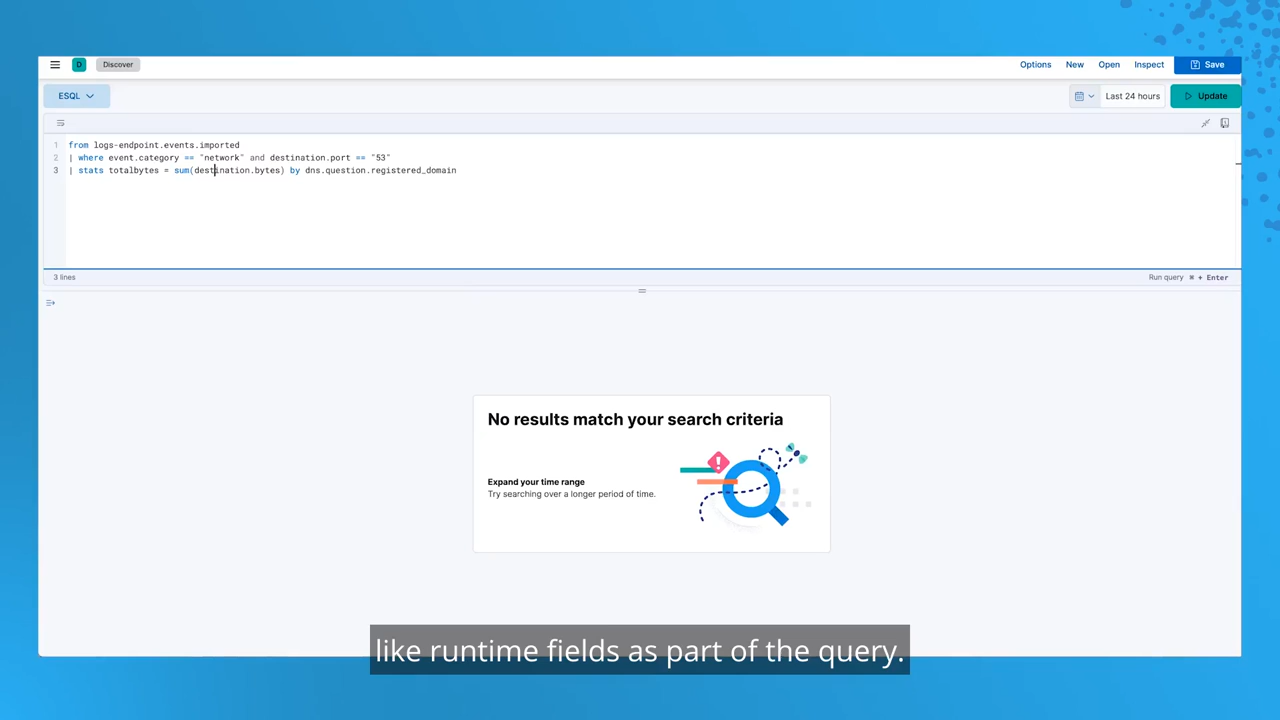 D Discover Options New Open Inspect Save
ESQL Last 24 hours Update
1 from logs-endpoint.events.imported
2 | where event.category == "network" and destination.port == "53"
3 | stats totalbytes = sum(destination.bytes) by dns.question.registered_domain
3 lines Run query ⌘ + Enter
No results match your search criteria
Expand your time range
Try searching over a longer period of time.
like runtime fields as part of the query.